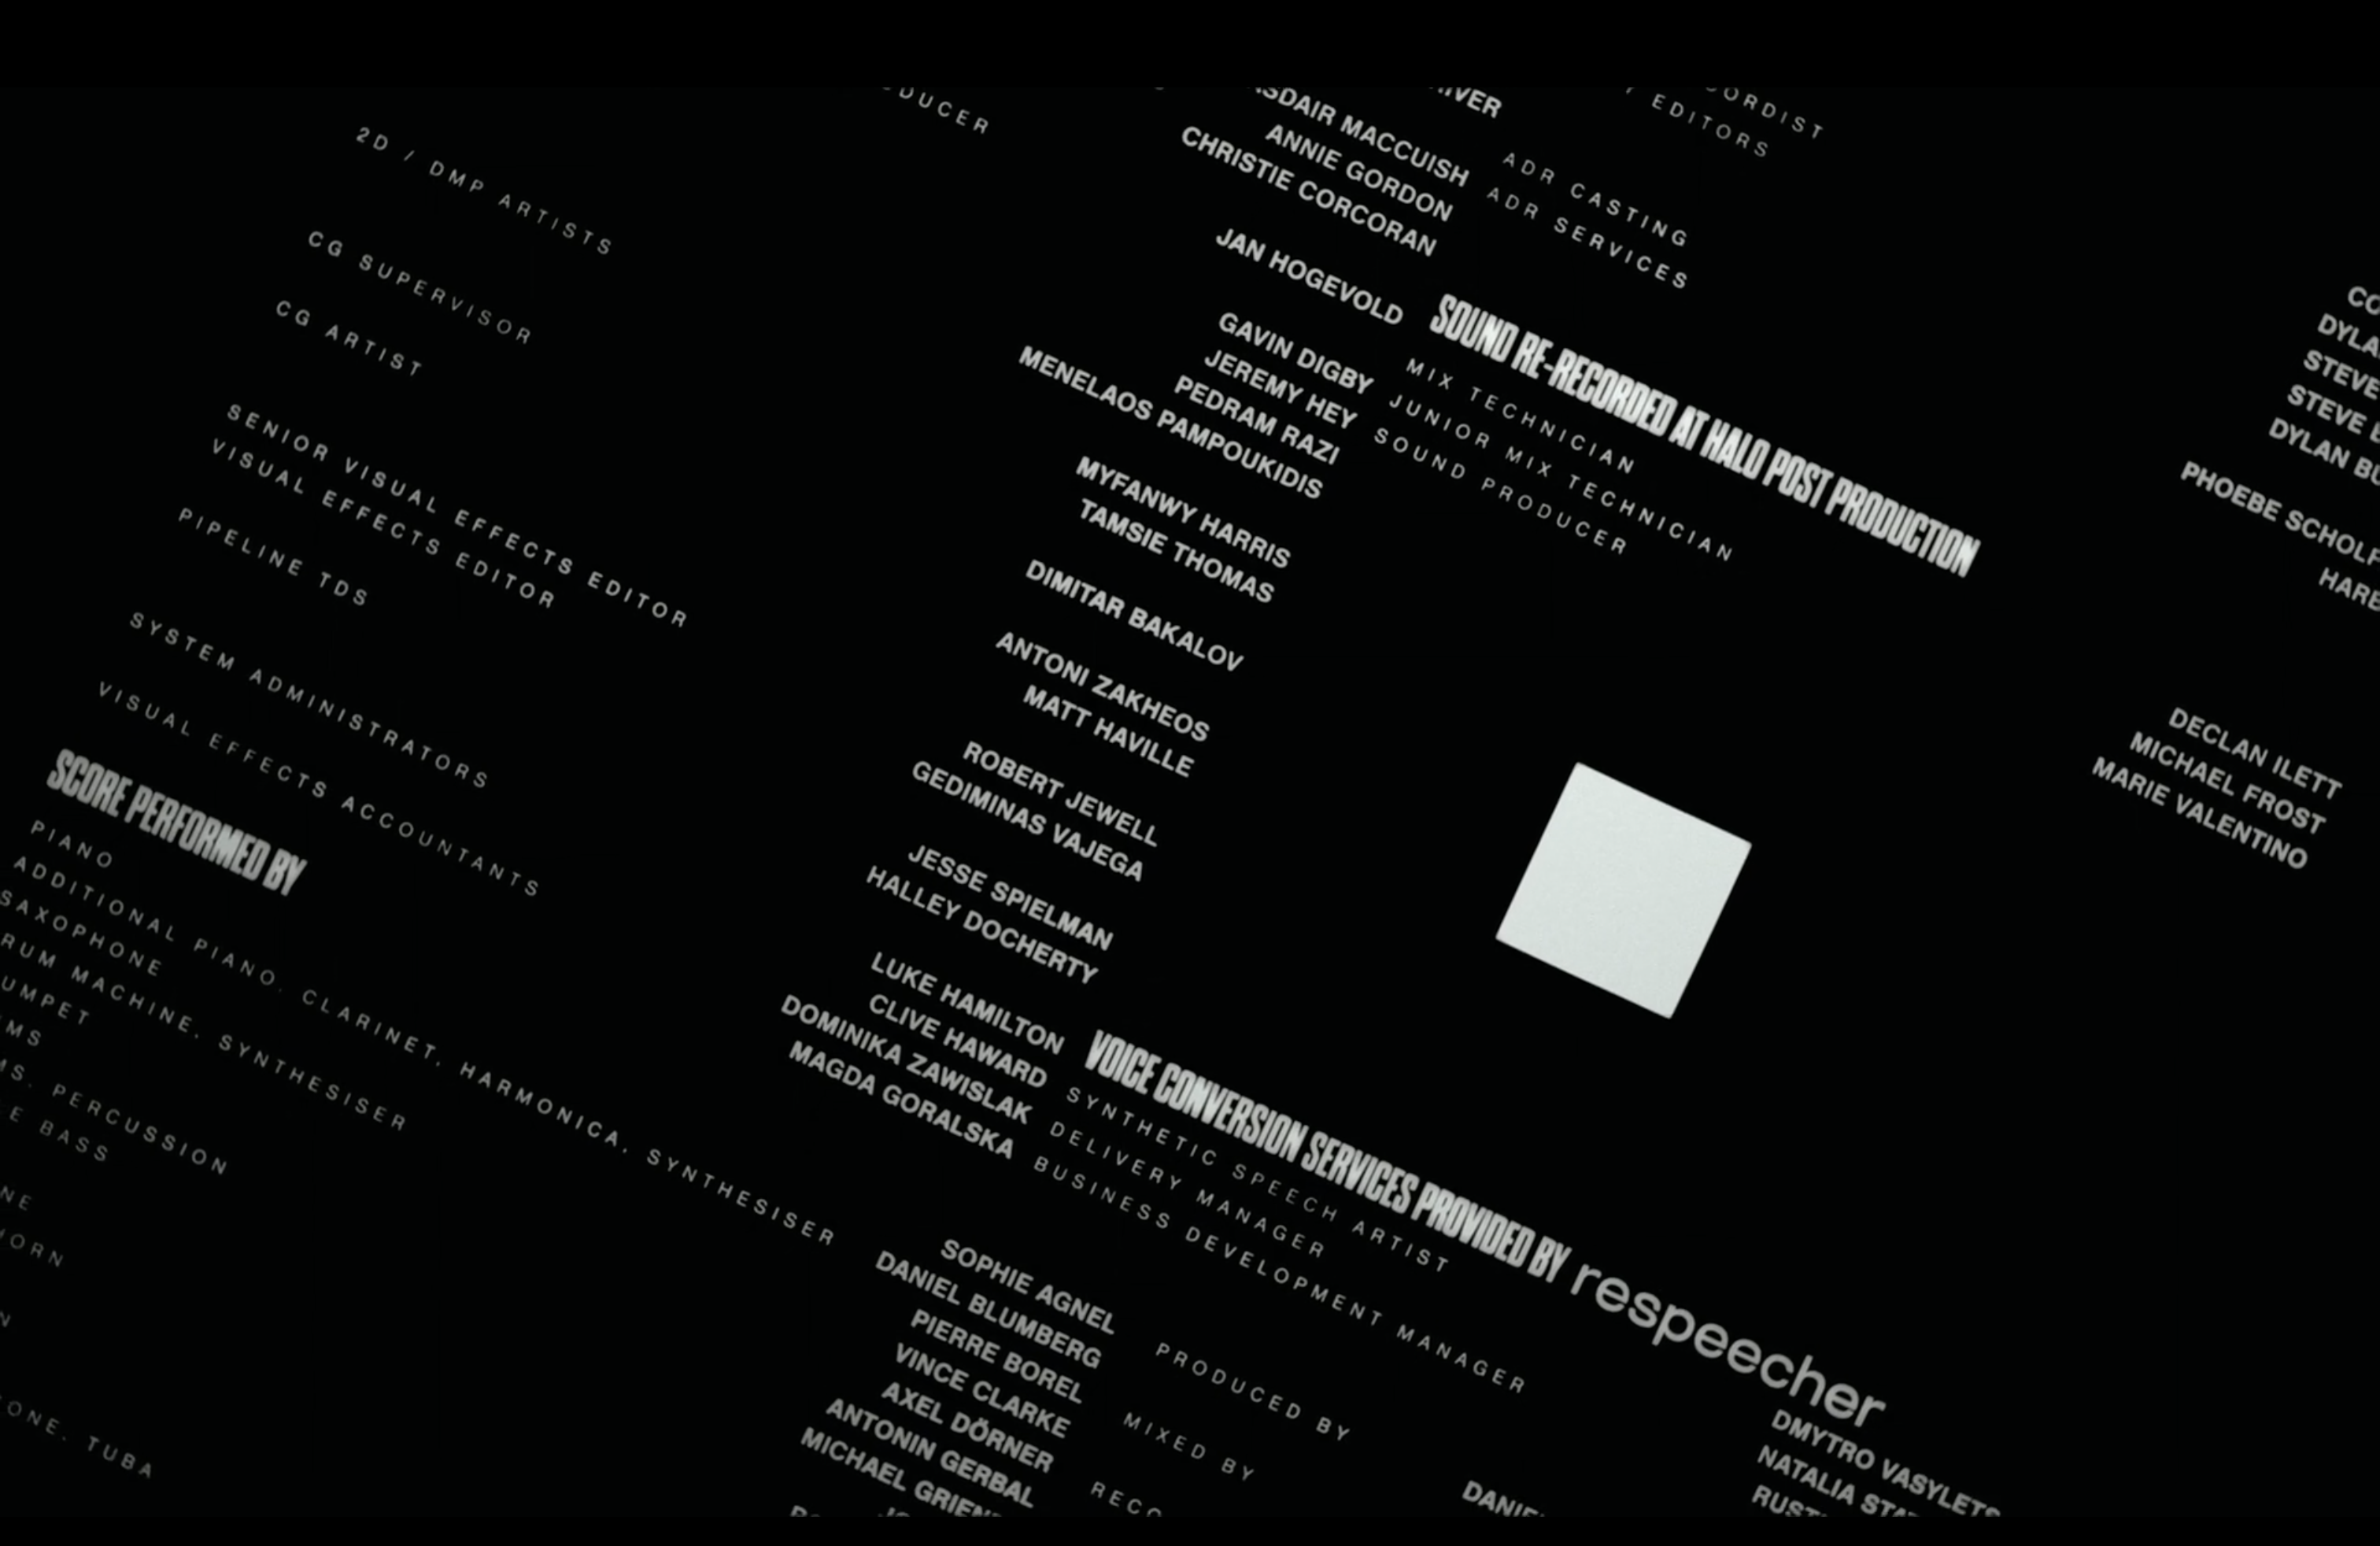 2D / DMP ARTISTS
CG SUPERVISOR
CG ARTIST
SENIOR VISUAL EFFECTS EDITOR
VISUAL EFFECTS EDITOR
PIPELINE TDS
SYSTEM ADMINISTRATORS
VISUAL EFFECTS ACCOUNTANTS
SCORE PERFORMED BY
PIANO
ADDITIONAL PIANO, CLARINET, HARMONICA, SYNTHESISER
SAXOPHONE
MACHINE, SYNTHESISER
PERCUSSION
BASS
TUBA
MACCUISH
ANNIE GORDON
CHRISTIE CORCORAN
JAN HOGEVOLD
GAVIN DIGBY
JEREMY HEY
PEDRAM RAZI
MENELAOS PAMPOUKIDIS
MYFANWY HARRIS
TAMSIE THOMAS
DIMITAR BAKALOV
ANTONI ZAKHEOS
MATT HAVILLE
ROBERT JEWELL
GEDIMINAS VAJEGA
JESSE SPIELMAN
HALLEY DOCHERTY
LUKE HAMILTON
CLIVE HAWARD
DOMINIKA ZAWISLAK
MAGDA GORALSKA
SOPHIE AGNEL
DANIEL BLUMBERG
PIERRE BOREL
VINCE CLARKE
AXEL DÖRNER
ANTONIN GERBAL
MICHAEL
EDITORS
ADR CASTING
ADR SERVICES
SOUND RE-RECORDED AT HALO POST PRODUCTION
MIX TECHNICIAN
JUNIOR MIX TECHNICIAN
SOUND PRODUCER
VOICE CONVERSION SERVICES PROVIDED BY respeecher
SYNTHETIC SPEECH ARTIST
DELIVERY MANAGER
BUSINESS DEVELOPMENT MANAGER
PRODUCED BY
MIXED BY
DMYTRO VASYLETS
NATALIA
STEVE
DYLAN
PHOEBE
DECLAN ILETT
MICHAEL FROST
MARIE VALENTINO